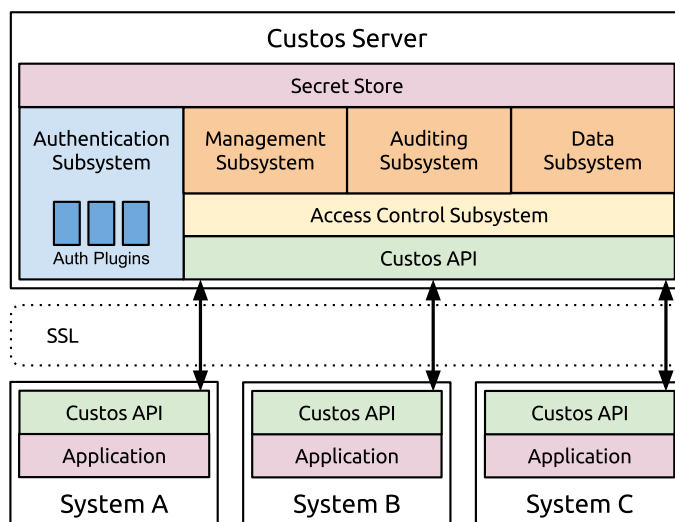 Custos Server
Secret Store
Authentication
Subsystem
Management
Subsystem
Auditing
Subsystem
Data
Subsystem
Auth Plugins
Access Control Subsystem
Custos API
SSL
Custos API
Application
System A
Custos API
Application
System B
Custos API
Application
System C